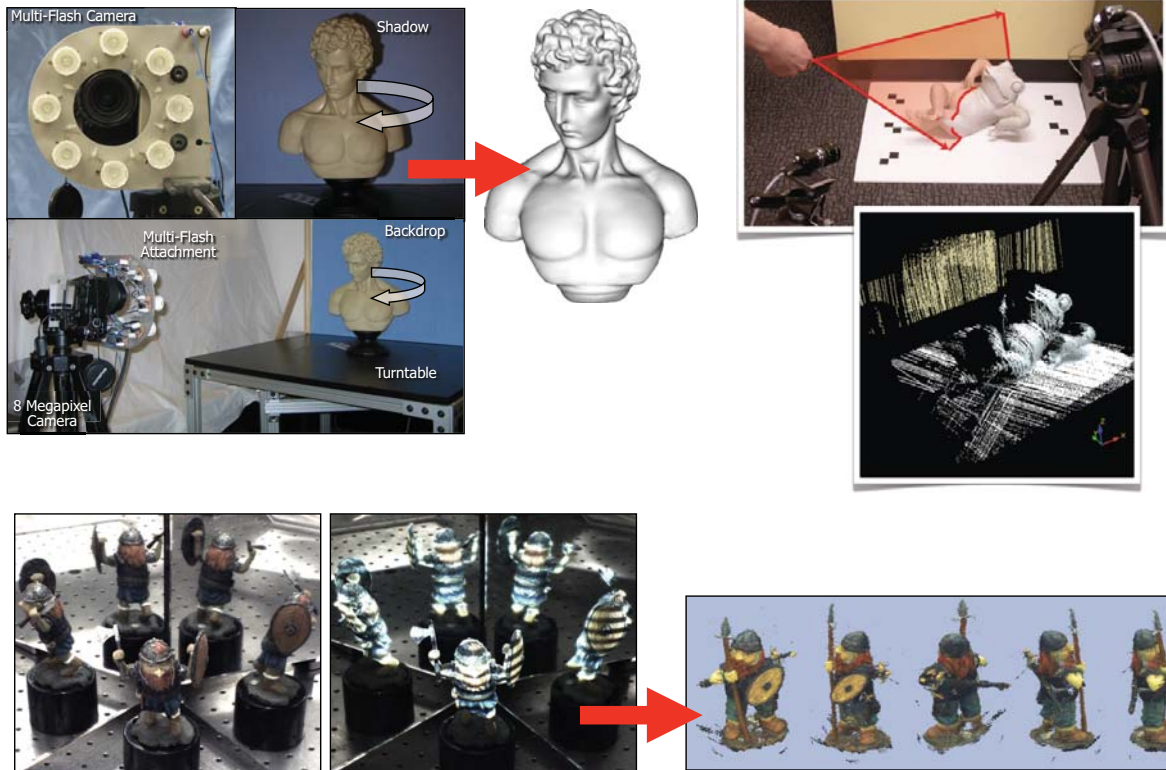 Multi-Flash Camera
Shadow
Multi-Flash
Attachment
Backdrop
Turntable
8 Megapixel
Camera